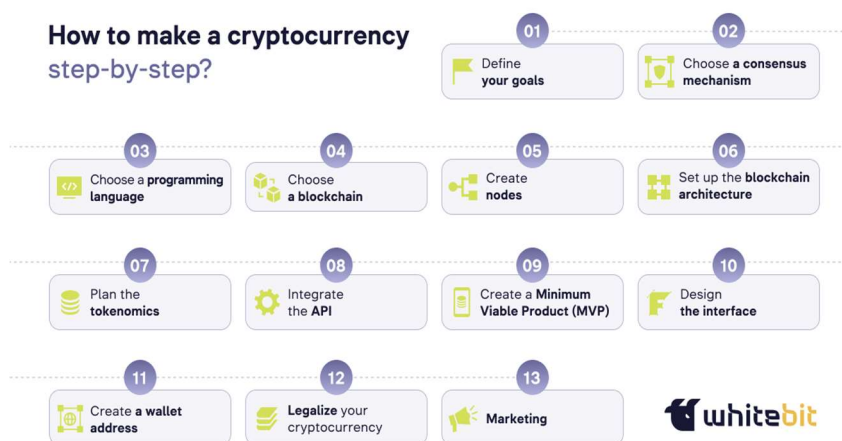 How to make a cryptocurrency
step-by-step?
01
Define
your goals
02
Choose a consensus
mechanism
03
Choose a programming
language
04
Choose
a blockchain
05
Create
nodes
06
Set up the blockchain
architecture
07
Plan the
tokenomics
08
Integrate
the API
09
Create a Minimum
Viable Product (MVP)
10
Design
the interface
11
Create a wallet
address
12
Legalize your
cryptocurrency
13
Marketing
whitebit